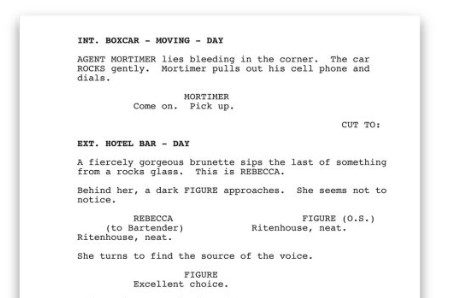 INT. BOXCAR – MOVING – DAY
AGENT MORTIMER lies bleeding in the corner.  The car
ROCKS gently.  Mortimer pulls out his cell phone and
dials.
MORTIMER
Come on.  Pick up.
CUT TO:
EXT. HOTEL BAR – DAY
A fiercely gorgeous brunette sips the last of something
from a rocks glass.  This is REBECCA.
Behind her, a dark FIGURE approaches.  She seems not to
notice.
REBECCA
(to Bartender)
Ritenhouse, neat.
FIGURE (O.S.)
Ritenhouse, neat.
She turns to find the source of the voice.
FIGURE
Excellent choice.